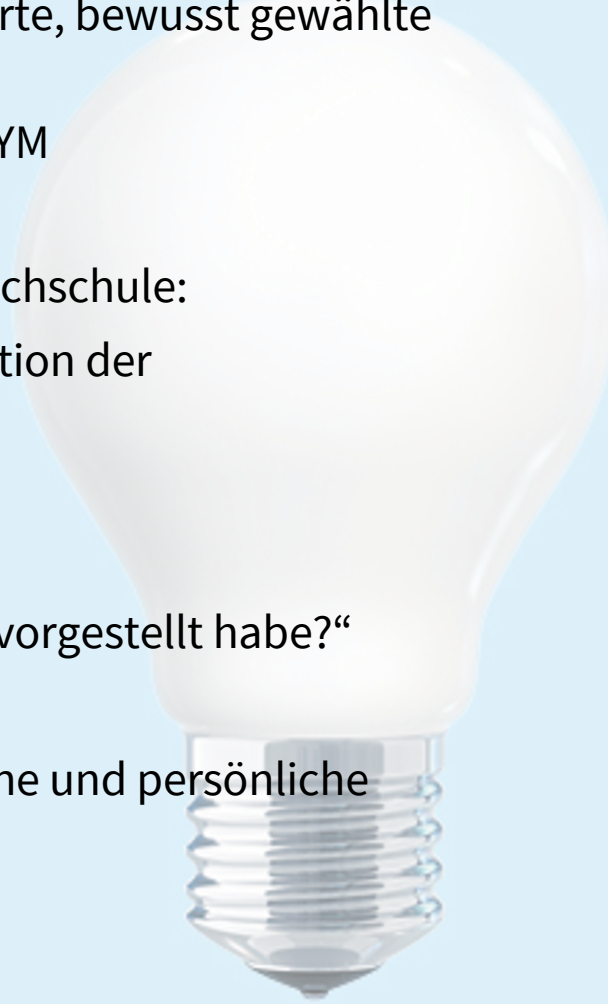 rte, bewusst gewählte
YM
chschule:
tion der
vorgestellt habe?“
ne und persönliche